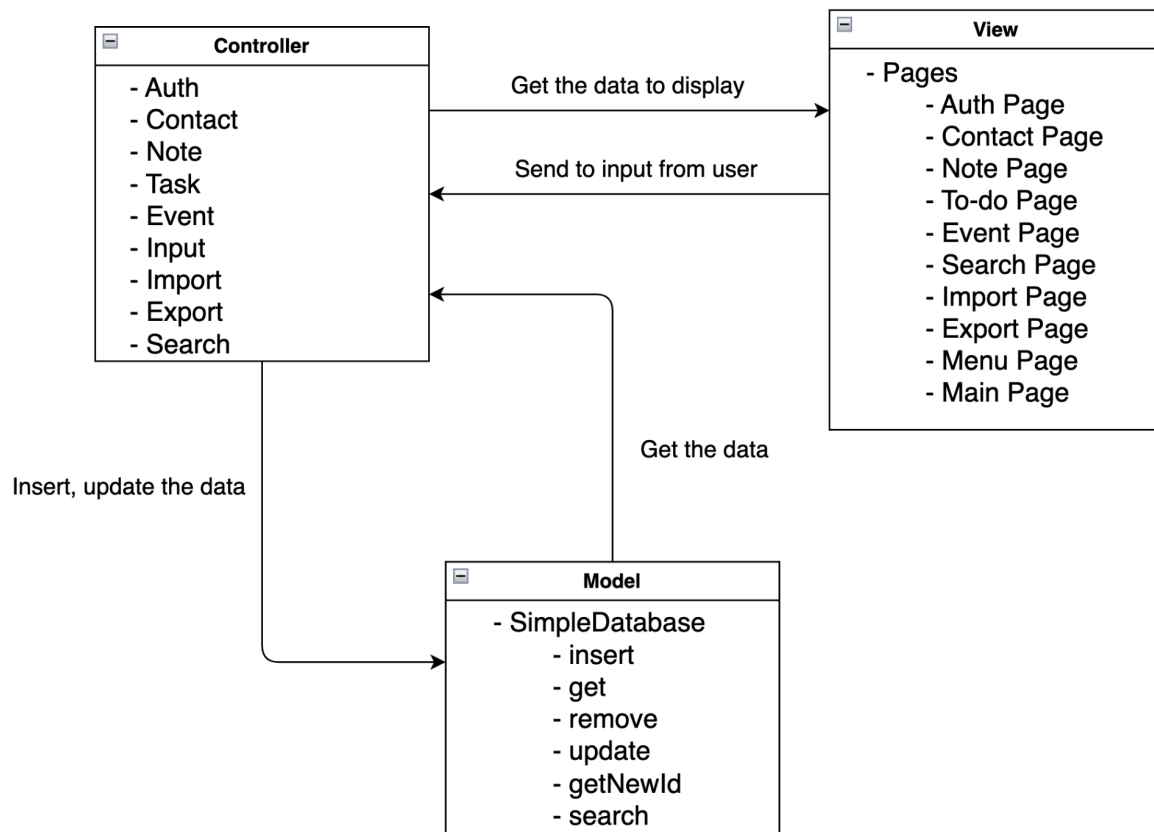 Controller
- Auth
- Contact
- Note
- Task
- Event
- Input
- Import
- Export
- Search
Get the data to display
Send to input from user
View
- Pages
- Auth Page
- Contact Page
- Note Page
- To-do Page
- Event Page
- Search Page
- Import Page
- Export Page
- Menu Page
- Main Page
Insert, update the data
Get the data
Model
- SimpleDatabase
- insert
- get
- remove
- update
- getNewId
- search